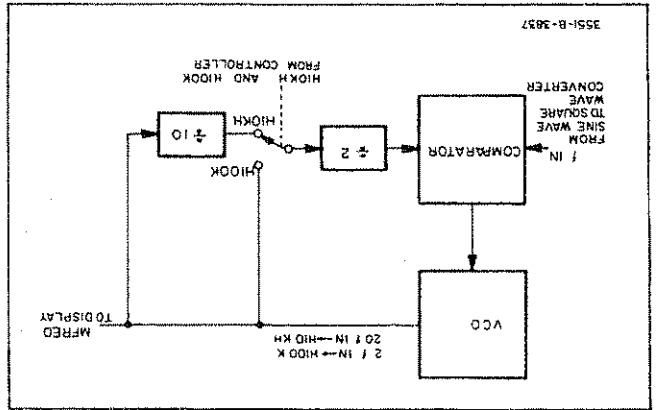 VCO
2 f IN → H100 K
20 f IN → H10 KH
MFREQ
TO DISPLAY
f IN
FROM
SINE WAVE
TO SQUARE
WAVE
CONVERTER
COMPARATOR
÷ 2
H100K
H10KH
÷ 10
H10KH AND H100K
FROM CONTROLLER
3551-B-3837